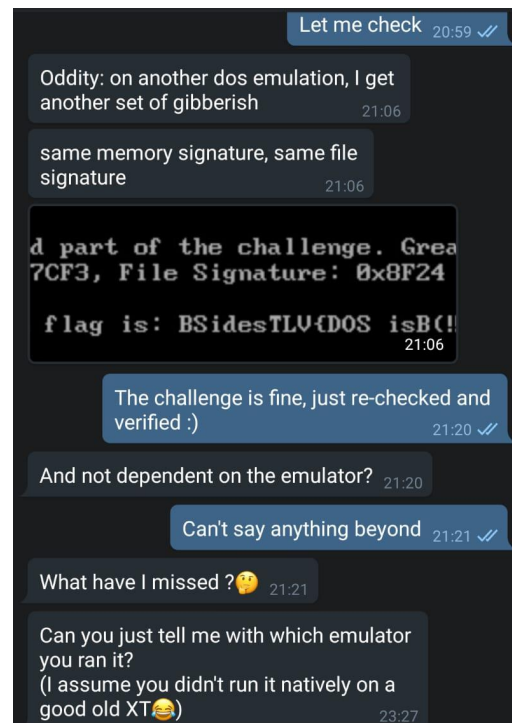 Let me check 20:59
Oddity: on another dos emulation, I get
another set of gibberish
21:06
same memory signature, same file
signature
21:06
d part of the challenge. Grea
7CF3, File Signature: 0x8F24
flag is: BSidesTLV{DOS isB(!
21:06
The challenge is fine, just re-checked and
verified :)
21:20
And not dependent on the emulator? 21:20
Can't say anything beyond 21:21
What have I missed ?🤔 21:21
Can you just tell me with which emulator
you ran it?
(I assume you didn't run it natively on a
good old XT😂)
23:27